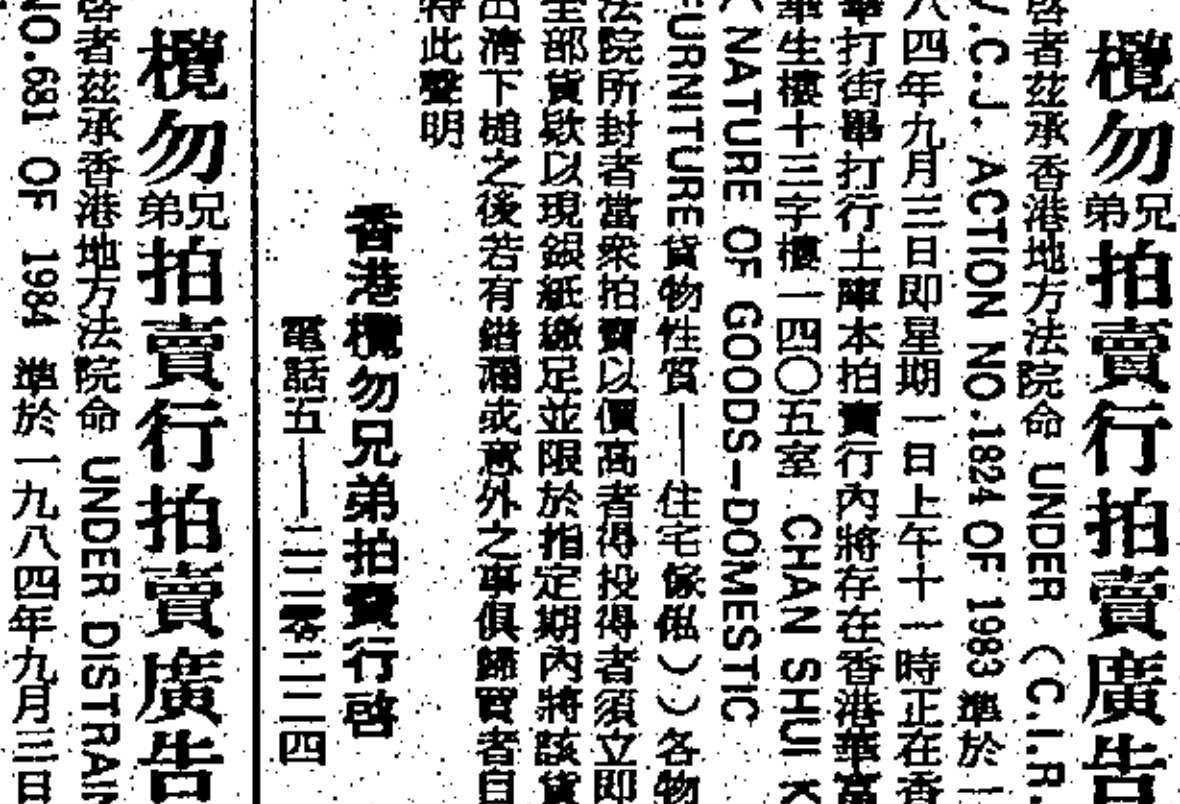 欖勿兄弟拍賣行拍賣廣告
啓者茲承香港地方法院命 UNDER (C.I.R.
V.C.J. ACTION NO.1824 OF 1983 準於一
八四年九月三日即星期一日上午十一時正在香
畢打街畢打行土庫本拍賣行內將存在香港華富
華生樓十三字樓一四〇五室 CHAN SHUI K
NATURE OF GOODS—DOMESTIC
FURNITURE 貨物性質——住宅傢俬))各物
法院所封者當衆拍賣以價高者得投得者須立即
全部貨欵以現銀紙繳足並限於指定期內將該貨
出淸下槌之後若有錯漏或意外之事俱歸買者自
特此聲明
香港欖勿兄弟拍賣行啓
電話五——二二零二二四
欖勿兄弟拍賣行拍賣廣告
啓者茲承香港地方法院命 UNDER DISTRAIN
NO.681 OF 1984 準於一九八四年九月三日